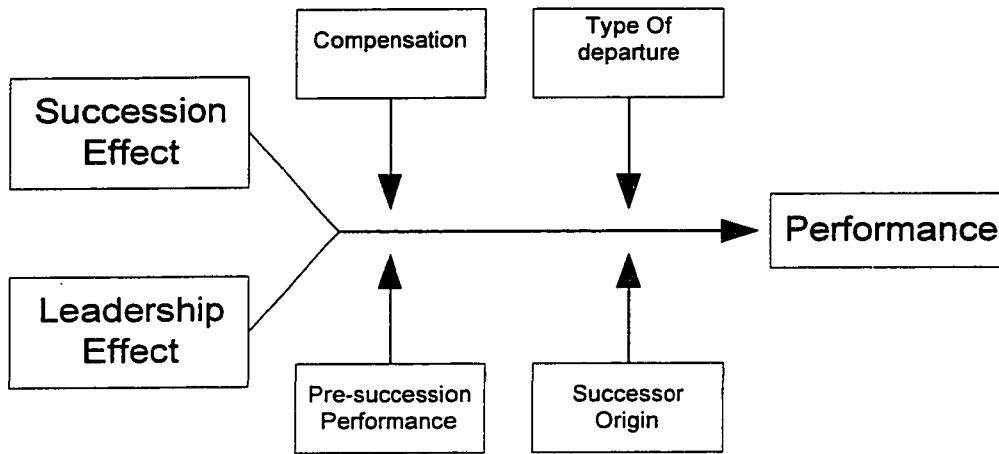 Compensation
Type Of
departure
Succession
Effect
Performance
Leadership
Effect
Pre-succession
Performance
Successor
Origin